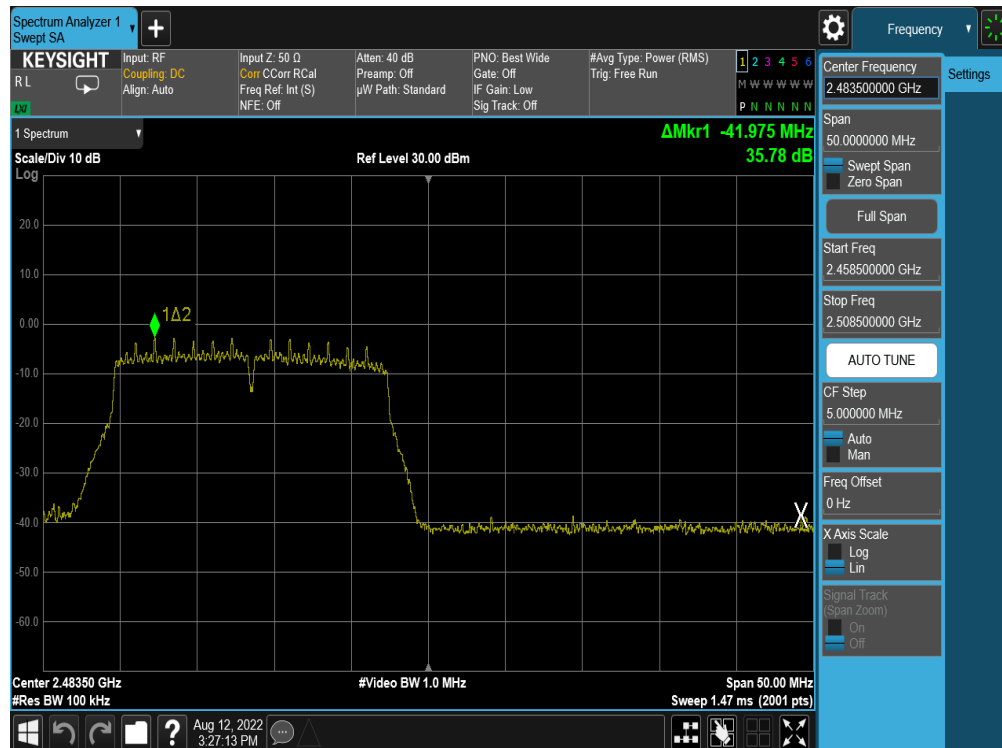 Spectrum Analyzer 1
Swept SA
+
Frequency
KEYSIGHT
R L
LXI
Input: RF
Coupling: DC
Align: Auto
Input Z: 50 Ω
Corr CCorr RCal
Freq Ref: Int (S)
NFE: Off
Atten: 40 dB
Preamp: Off
µW Path: Standard
PNO: Best Wide
Gate: Off
IF Gain: Low
Sig Track: Off
#Avg Type: Power (RMS)
Trig: Free Run
1 2 3 4 5 6
M W W W W W
P N N N N N
1 Spectrum
Scale/Div 10 dB
Log
Ref Level 30.00 dBm
ΔMkr1 -41.975 MHz
35.78 dB
20.0
10.0
0.00
-10.0
-20.0
-30.0
-40.0
-50.0
-60.0
1Δ2
X
Center 2.48350 GHz
#Res BW 100 kHz
#Video BW 1.0 MHz
Span 50.00 MHz
Sweep 1.47 ms (2001 pts)
Center Frequency
2.483500000 GHz
Settings
Span
50.0000000 MHz
Swept Span
Zero Span
Full Span
Start Freq
2.458500000 GHz
Stop Freq
2.508500000 GHz
AUTO TUNE
CF Step
5.000000 MHz
Auto
Man
Freq Offset
0 Hz
X Axis Scale
Log
Lin
Signal Track
(Span Zoom)
On
Off
?
Aug 12, 2022
3:27:13 PM